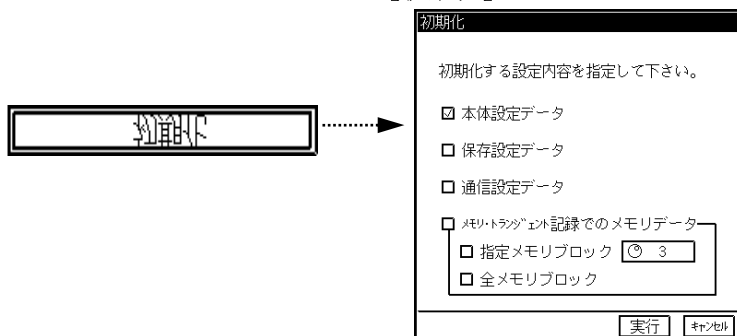 初期化
初期化
初期化する設定内容を指定して下さい。
☑ 本体設定データ
□ 保存設定データ
□ 通信設定データ
□ メモリ・トランジェント記録でのメモリデータ
□ 指定メモリブロック 3
□ 全メモリブロック
実行 キャンセル